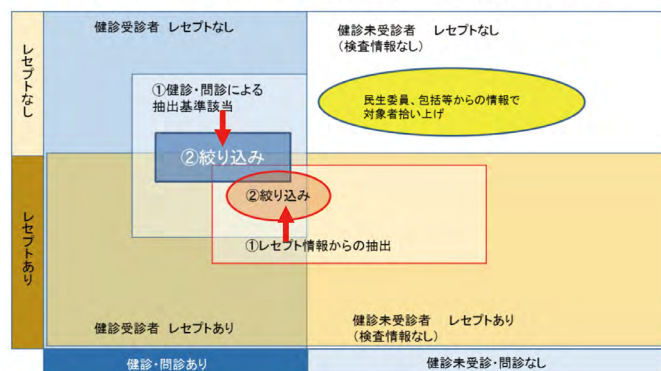 健診受診者 レセプトなし
健診未受診者 レセプトなし
（検査情報なし）
レセプトなし
①健診・問診による
抽出基準該当
民生委員、包括等からの情報で
対象者拾い上げ
②絞り込み
②絞り込み
①レセプト情報からの抽出
レセプトあり
健診受診者 レセプトあり
健診未受診者 レセプトあり
（検査情報なし）
健診・問診あり
健診未受診・問診なし